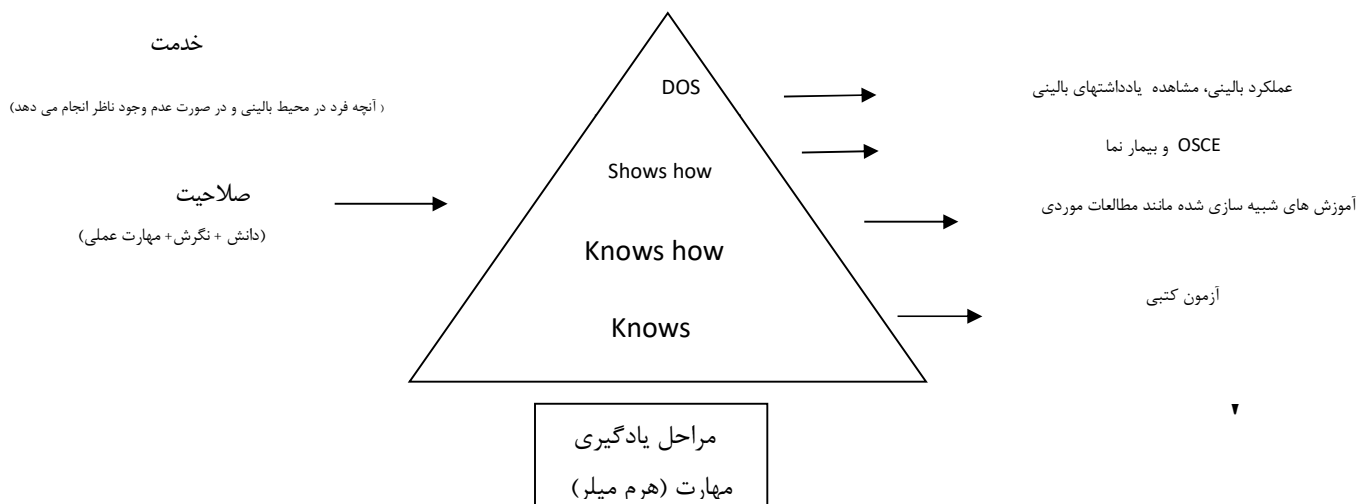 خدمت
( آنچه فرد در محیط بالینی و در صورت عدم وجود ناظر انجام می دهد)
صلاحیت
(دانش + نگرش+ مهارت عملی)
DOS
Shows how
Knows how
Knows
عملکرد بالینی، مشاهده یادداشتهای بالینی
OSCE و بیمار نما
آموزش های شبیه سازی شده مانند مطالعات موردی
آزمون کتبی
مراحل یادگیری
مهارت (هرم میلر)